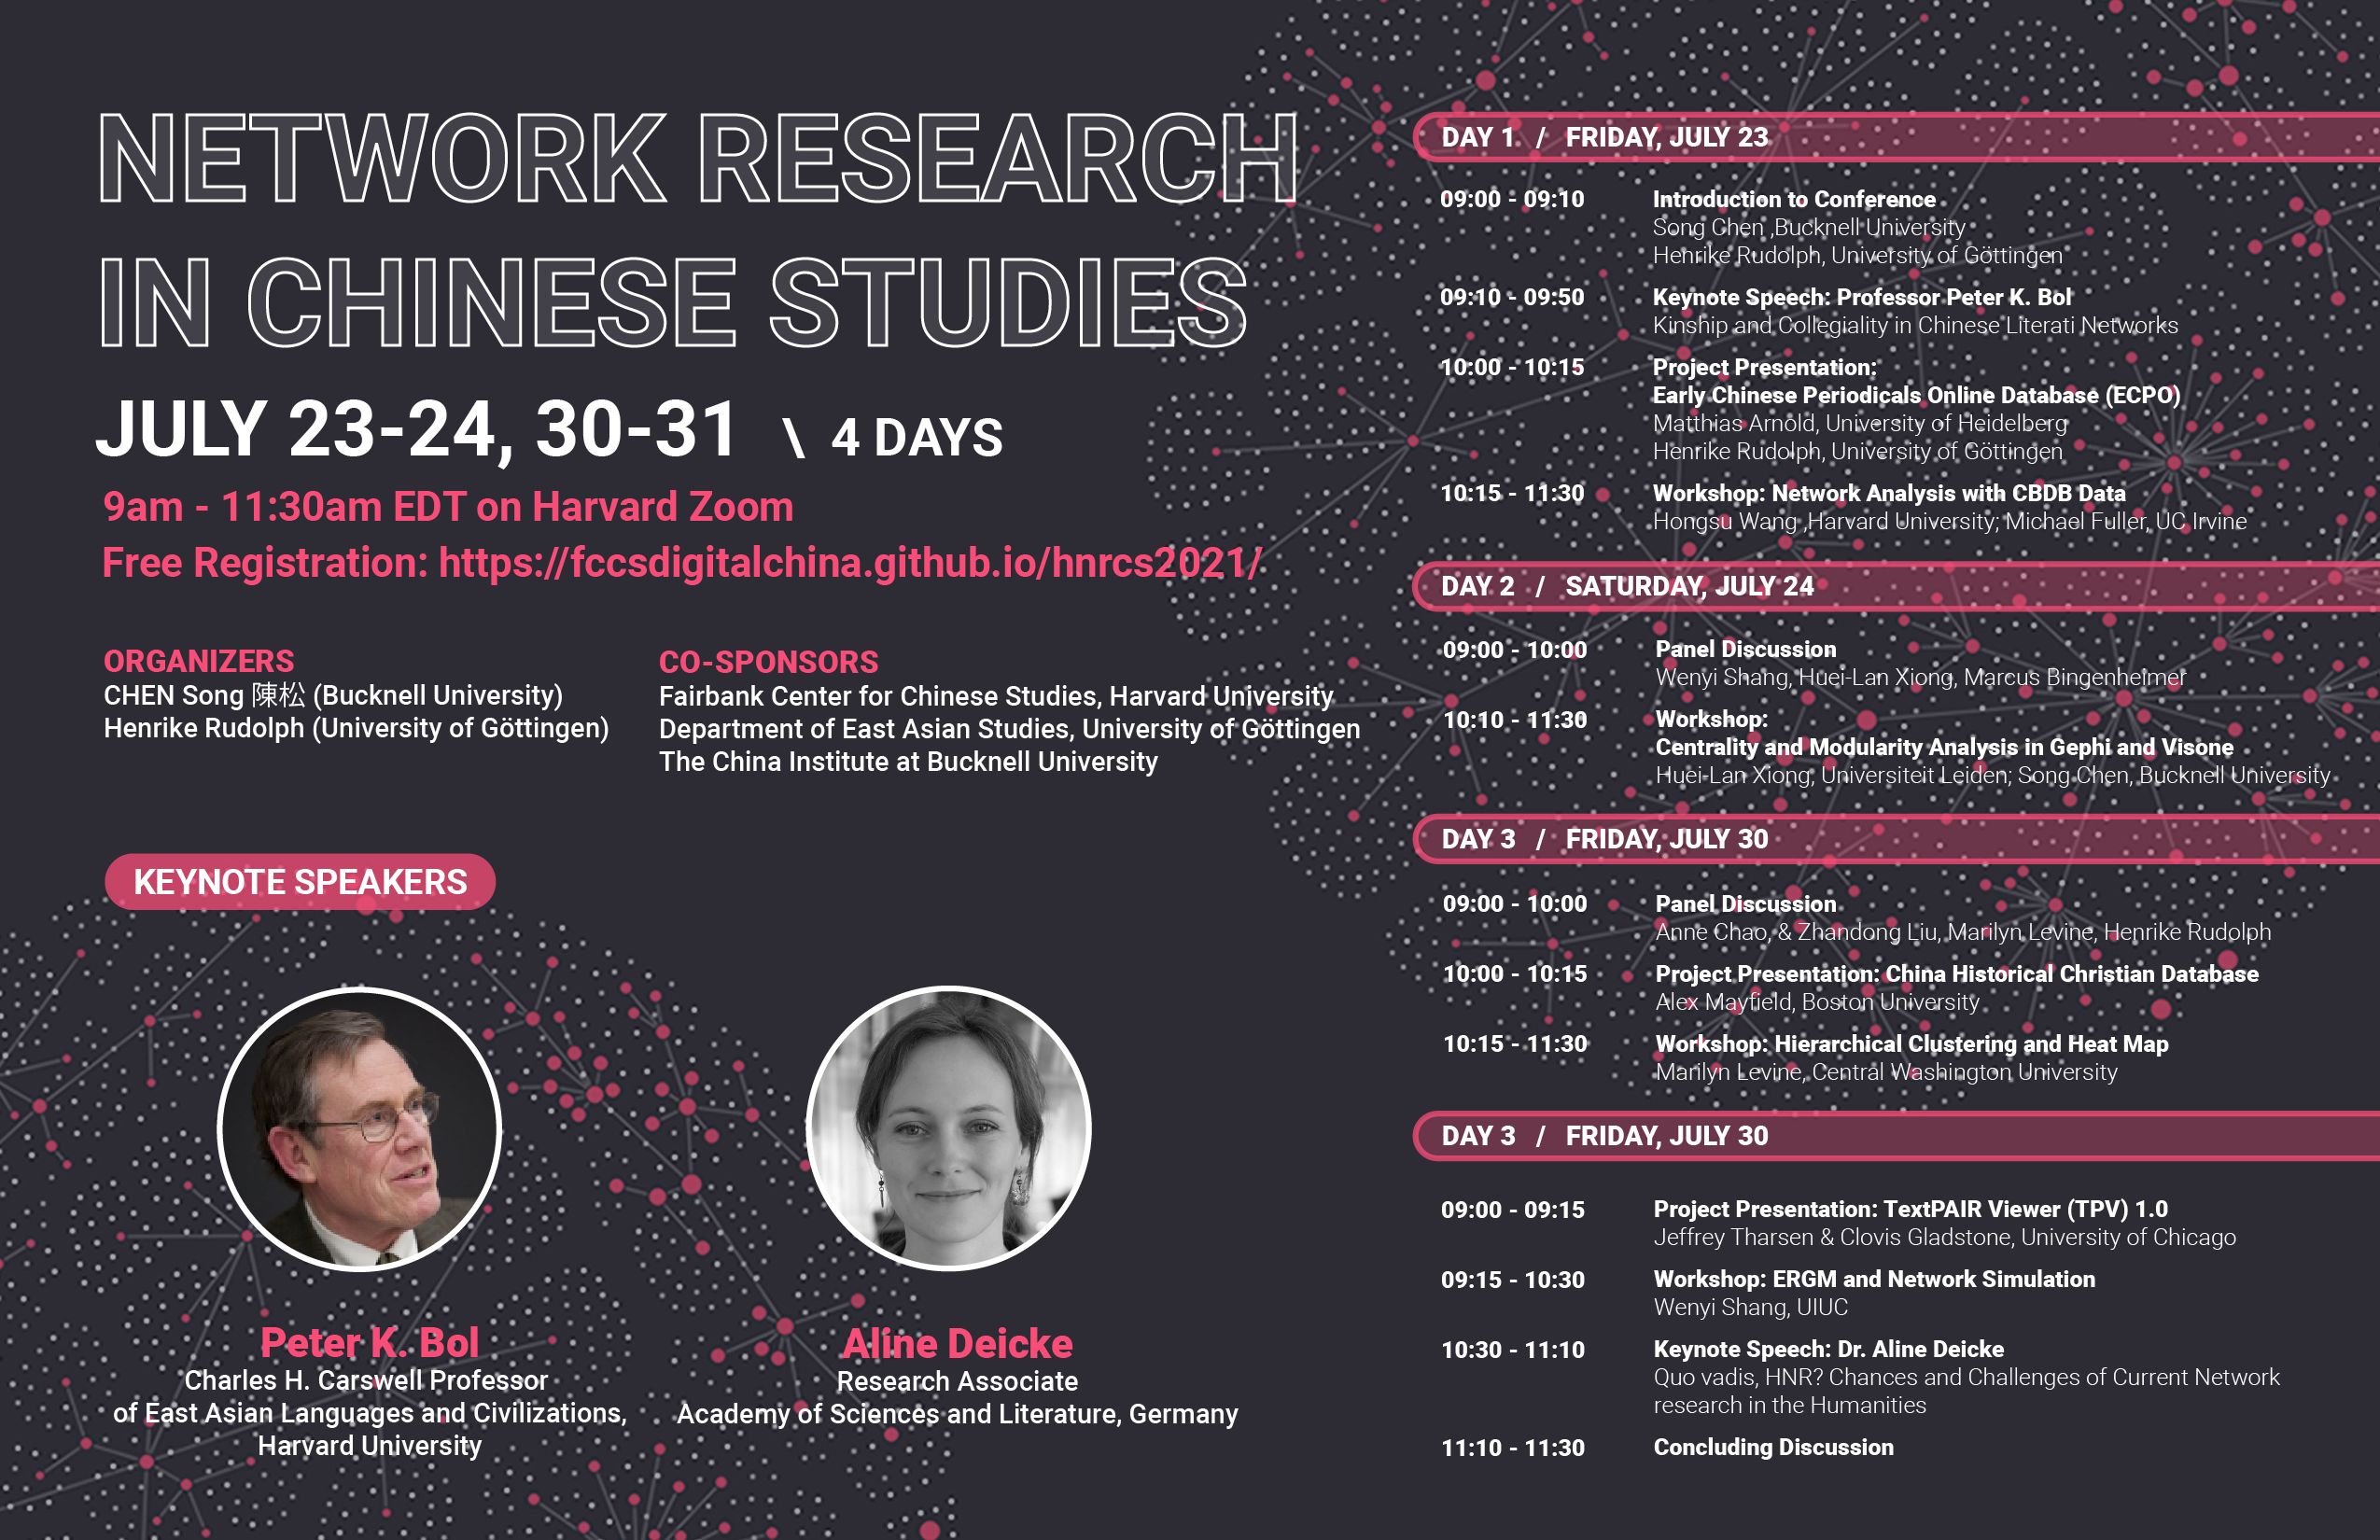 NETWORK RESEARCH
IN CHINESE STUDIES
JULY 23-24, 30-31 \ 4 DAYS
9am - 11:30am EDT on Harvard Zoom
Free Registration: https://fccsdigitalchina.github.io/hnrcs2021/
ORGANIZERS
CHEN Song 陳松 (Bucknell University)
Henrike Rudolph (University of Göttingen)
CO-SPONSORS
Fairbank Center for Chinese Studies, Harvard University
Department of East Asian Studies, University of Göttingen
The China Institute at Bucknell University
KEYNOTE SPEAKERS
Peter K. Bol
Charles H. Carswell Professor
of East Asian Languages and Civilizations,
Harvard University
Aline Deicke
Research Associate
Academy of Sciences and Literature, Germany
DAY 1 / FRIDAY, JULY 23
09:00 - 09:10 Introduction to Conference
Song Chen ,Bucknell University
Henrike Rudolph, University of Göttingen
09:10 - 09:50 Keynote Speech: Professor Peter K. Bol
Kinship and Collegiality in Chinese Literati Networks
10:00 - 10:15 Project Presentation:
Early Chinese Periodicals Online Database (ECPO)
Matthias Arnold, University of Heidelberg
Henrike Rudolph, University of Göttingen
10:15 - 11:30 Workshop: Network Analysis with CBDB Data
Hongsu Wang ,Harvard University; Michael Fuller, UC Irvine
DAY 2 / SATURDAY, JULY 24
09:00 - 10:00 Panel Discussion
Wenyi Shang, Huei-Lan Xiong, Marcus Bingenheimer
10:10 - 11:30 Workshop:
Centrality and Modularity Analysis in Gephi and Visone
Huei-Lan Xiong, Universiteit Leiden; Song Chen, Bucknell University
DAY 3 / FRIDAY, JULY 30
09:00 - 10:00 Panel Discussion
Anne Chao, & Zhandong Liu, Marilyn Levine, Henrike Rudolph
10:00 - 10:15 Project Presentation: China Historical Christian Database
Alex Mayfield, Boston University
10:15 - 11:30 Workshop: Hierarchical Clustering and Heat Map
Marilyn Levine, Central Washington University
DAY 3 / FRIDAY, JULY 30
09:00 - 09:15 Project Presentation: TextPAIR Viewer (TPV) 1.0
Jeffrey Tharsen & Clovis Gladstone, University of Chicago
09:15 - 10:30 Workshop: ERGM and Network Simulation
Wenyi Shang, UIUC
10:30 - 11:10 Keynote Speech: Dr. Aline Deicke
Quo vadis, HNR? Chances and Challenges of Current Network
research in the Humanities
11:10 - 11:30 Concluding Discussion